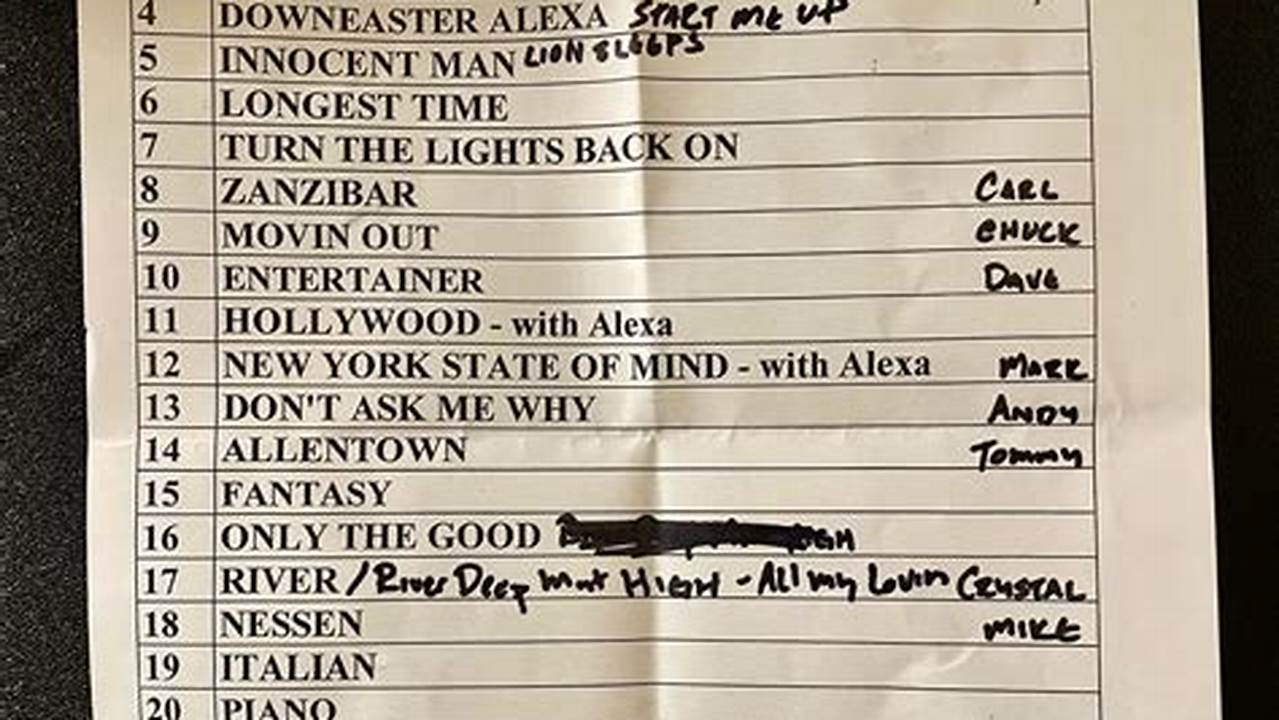 4 DOWNEASTER ALEXA START ME UP
5 INNOCENT MAN LION SLEEPS
6 LONGEST TIME
7 TURN THE LIGHTS BACK ON
8 ZANZIBAR CARL
9 MOVIN OUT CHUCK
10 ENTERTAINER DAVE
11 HOLLYWOOD - with Alexa
12 NEW YORK STATE OF MIND - with Alexa MARK
13 DON'T ASK ME WHY ANDY
14 ALLENTOWN Tommy
15 FANTASY
16 ONLY THE GOOD
17 RIVER / River Deep Mnt HIGH - All my Lovin CRYSTAL
18 NESSEN MIKE
19 ITALIAN
20 PIANO